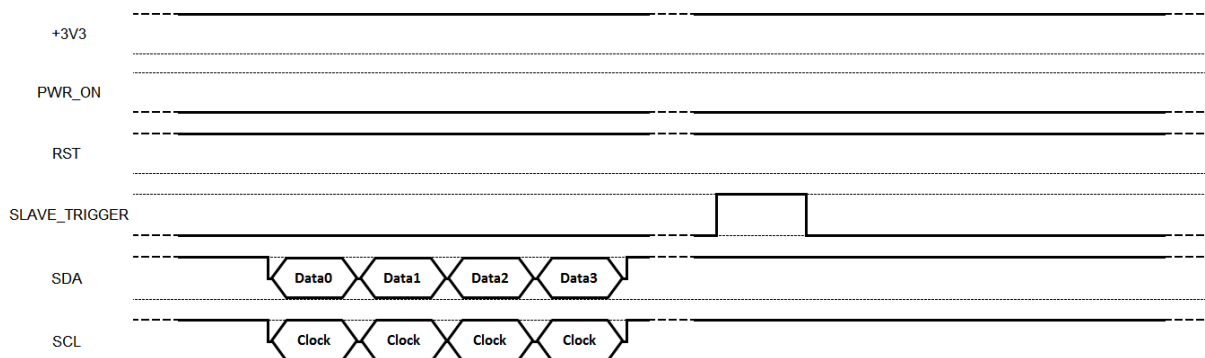 +3V3
PWR_ON
RST
SLAVE_TRIGGER
SDA
Data0 Data1 Data2 Data3
SCL
Clock Clock Clock Clock